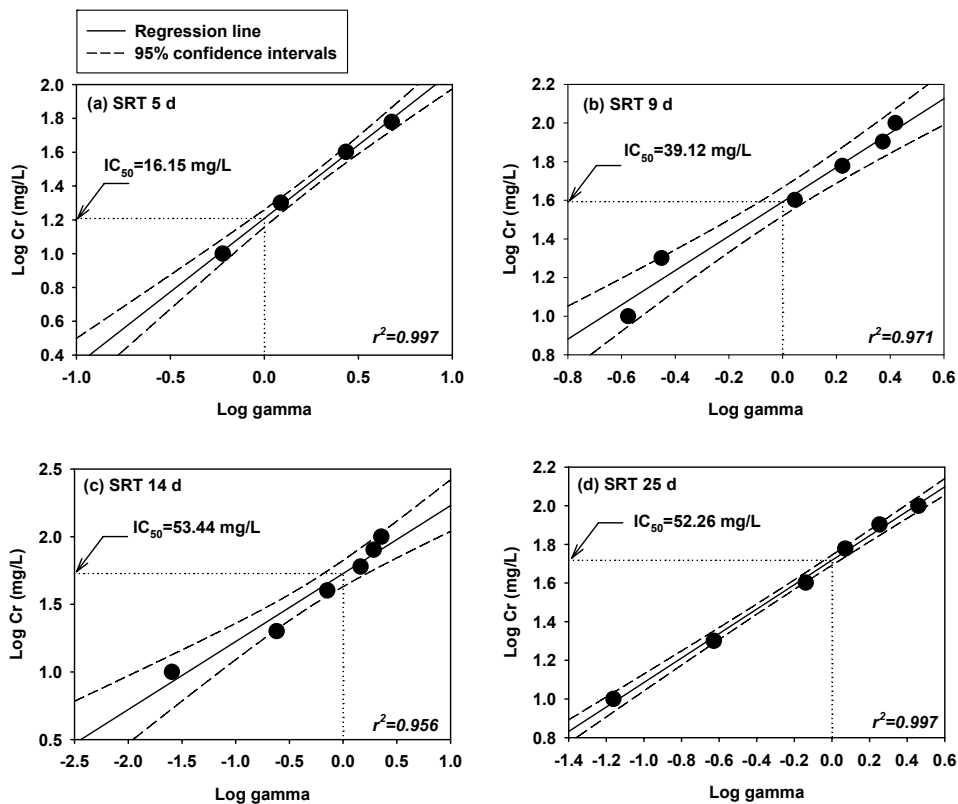 Regression line
95% confidence intervals
(a) SRT 5 d
IC50=16.15 mg/L
r2=0.997
Log Cr (mg/L)
2.0
1.8
1.6
1.4
1.2
1.0
0.8
0.6
0.4
-1.0 -0.5 0.0 0.5 1.0
Log gamma
(b) SRT 9 d
IC50=39.12 mg/L
r2=0.971
Log Cr (mg/L)
2.2
2.0
1.8
1.6
1.4
1.2
1.0
0.8
-0.8 -0.6 -0.4 -0.2 0.0 0.2 0.4 0.6
Log gamma
(c) SRT 14 d
IC50=53.44 mg/L
r2=0.956
Log Cr (mg/L)
2.5
2.0
1.5
1.0
0.5
-2.5 -2.0 -1.5 -1.0 -0.5 0.0 0.5 1.0
Log gamma
(d) SRT 25 d
IC50=52.26 mg/L
r2=0.997
Log Cr (mg/L)
2.2
2.0
1.8
1.6
1.4
1.2
1.0
0.8
-1.4 -1.2 -1.0 -0.8 -0.6 -0.4 -0.2 0.0 0.2 0.4 0.6
Log gamma